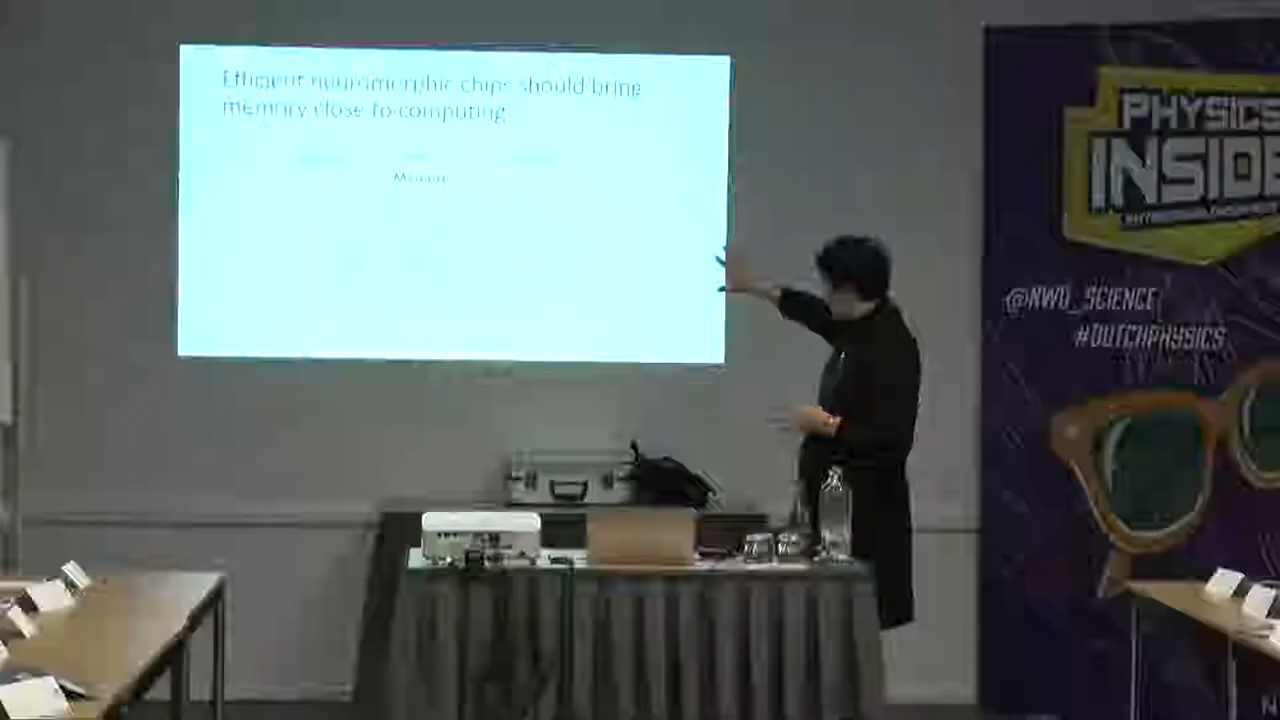 Efficient neuromorphic chips should bring
memory close to computing
PHYSICS
INSIDE
@NWO_SCIENCE
#DUTCHPHYSICS